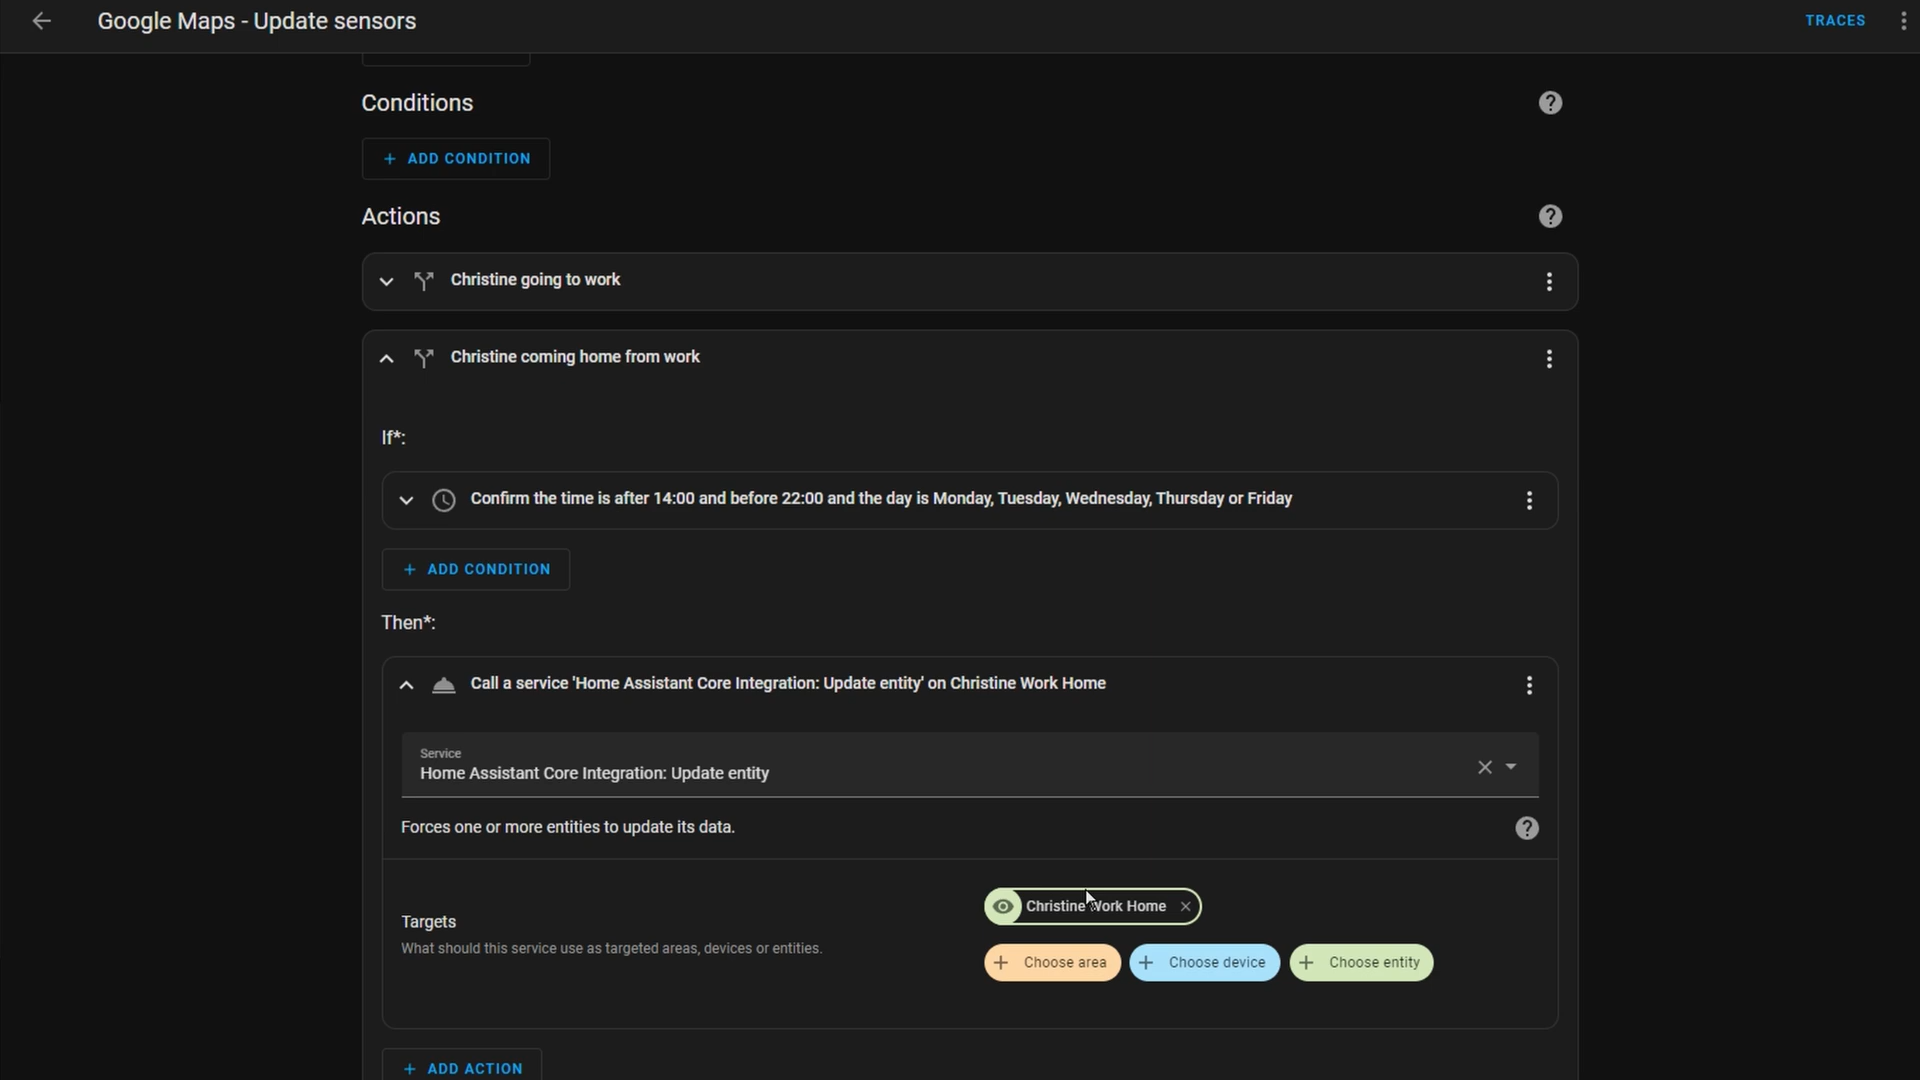 Google Maps - Update sensors
TRACES
Conditions
+ ADD CONDITION
Actions
Christine going to work
Christine coming home from work
If*:
Confirm the time is after 14:00 and before 22:00 and the day is Monday, Tuesday, Wednesday, Thursday or Friday
+ ADD CONDITION
Then*:
Call a service 'Home Assistant Core Integration: Update entity' on Christine Work Home
Service
Home Assistant Core Integration: Update entity
Forces one or more entities to update its data.
Christine Work Home
Targets
What should this service use as targeted areas, devices or entities.
+ Choose area
+ Choose device
+ Choose entity
+ ADD ACTION